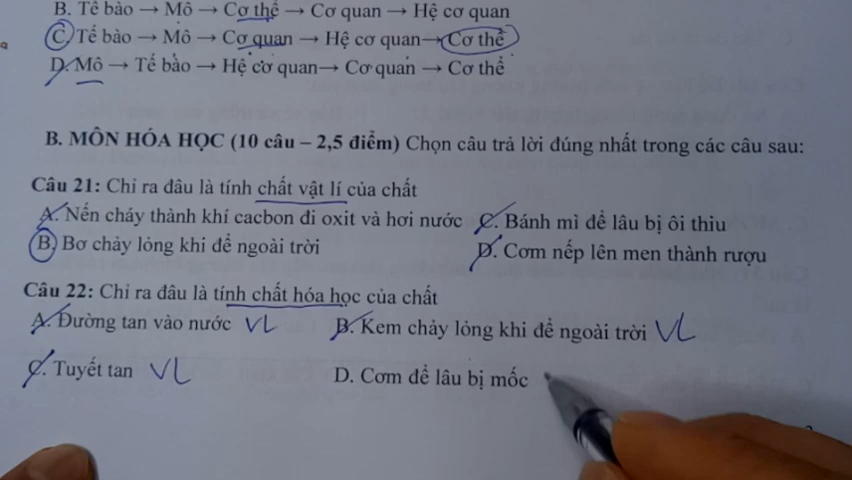 B. Tế bào → Mô → Cơ thể → Cơ quan → Hệ cơ quan
C. Tế bào → Mô → Cơ quan → Hệ cơ quan→ Cơ thể
D. Mô → Tế bào → Hệ cơ quan→ Cơ quan → Cơ thể
B. MÔN HÓA HỌC (10 câu – 2,5 điểm) Chọn câu trả lời đúng nhất trong các câu sau:
Câu 21: Chỉ ra đâu là tính chất vật lí của chất
A. Nến cháy thành khí cacbon đi oxit và hơi nước C. Bánh mì để lâu bị ôi thiu
B. Bơ chảy lỏng khi để ngoài trời D. Cơm nếp lên men thành rượu
Câu 22: Chỉ ra đâu là tính chất hóa học của chất
A. Đường tan vào nước VL B. Kem chảy lỏng khi để ngoài trời VL
C. Tuyết tan VL D. Cơm để lâu bị mốc